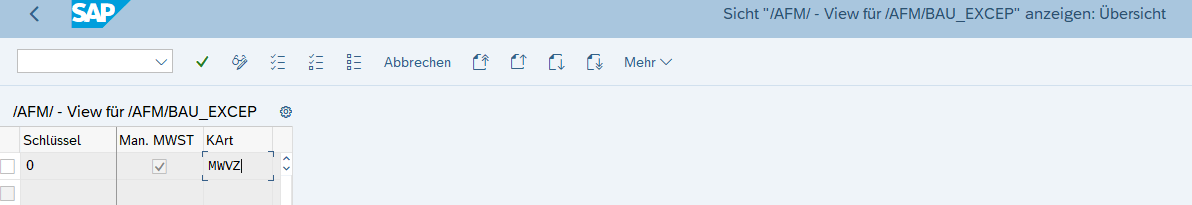 SAP
Sicht "/AFM/ - View für /AFM/BAU_EXCEP" anzeigen: Übersicht
Abbrechen Mehr
/AFM/ - View für /AFM/BAU_EXCEP
Schlüssel Man. MWST KArt
0 MWVZ